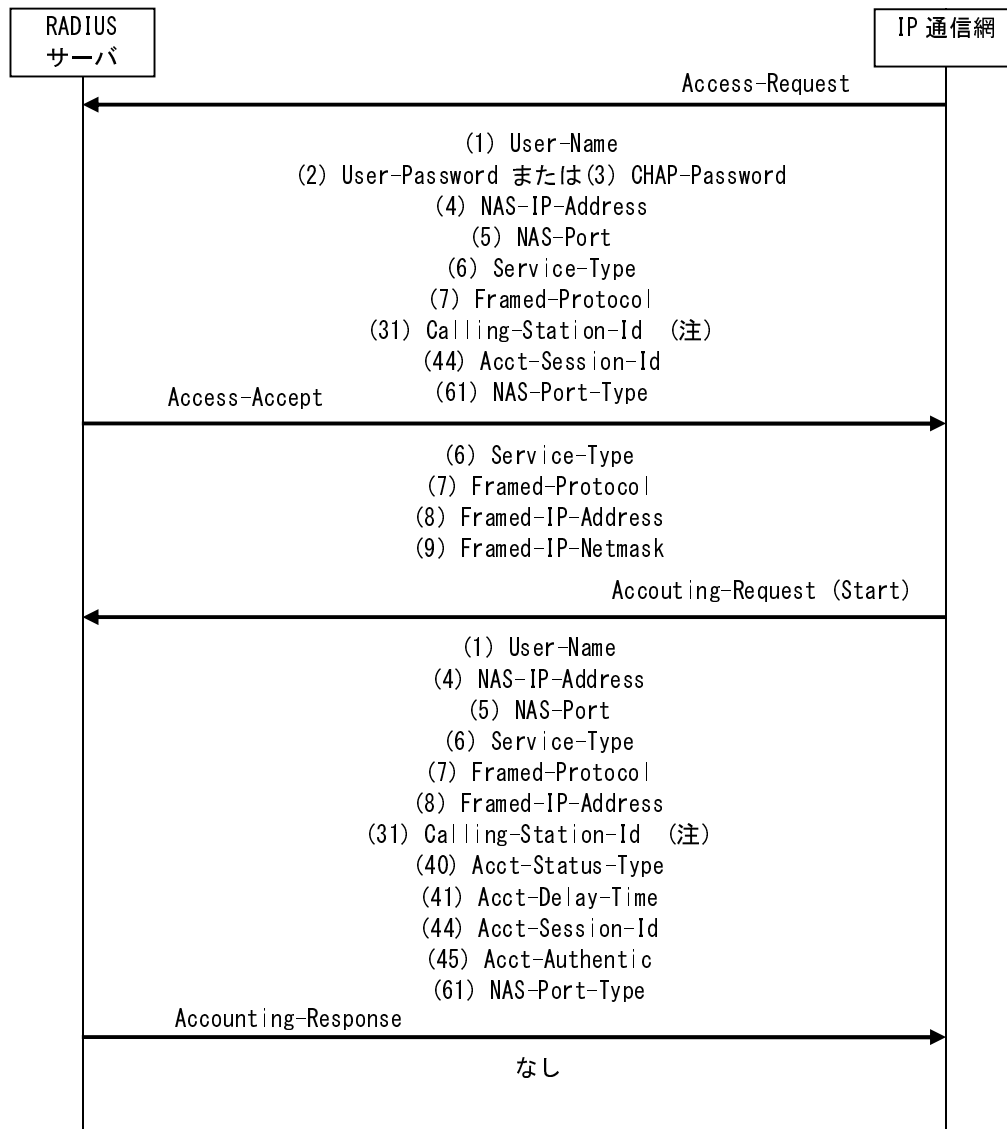 RADIUS
サーバ
IP 通信網
Access-Request
(1) User-Name
(2) User-Password または(3) CHAP-Password
(4) NAS-IP-Address
(5) NAS-Port
(6) Service-Type
(7) Framed-Protocol
(31) Calling-Station-Id (注)
(44) Acct-Session-Id
(61) NAS-Port-Type
Access-Accept
(6) Service-Type
(7) Framed-Protocol
(8) Framed-IP-Address
(9) Framed-IP-Netmask
Accouting-Request (Start)
(1) User-Name
(4) NAS-IP-Address
(5) NAS-Port
(6) Service-Type
(7) Framed-Protocol
(8) Framed-IP-Address
(31) Calling-Station-Id (注)
(40) Acct-Status-Type
(41) Acct-Delay-Time
(44) Acct-Session-Id
(45) Acct-Authentic
(61) NAS-Port-Type
Accounting-Response
なし